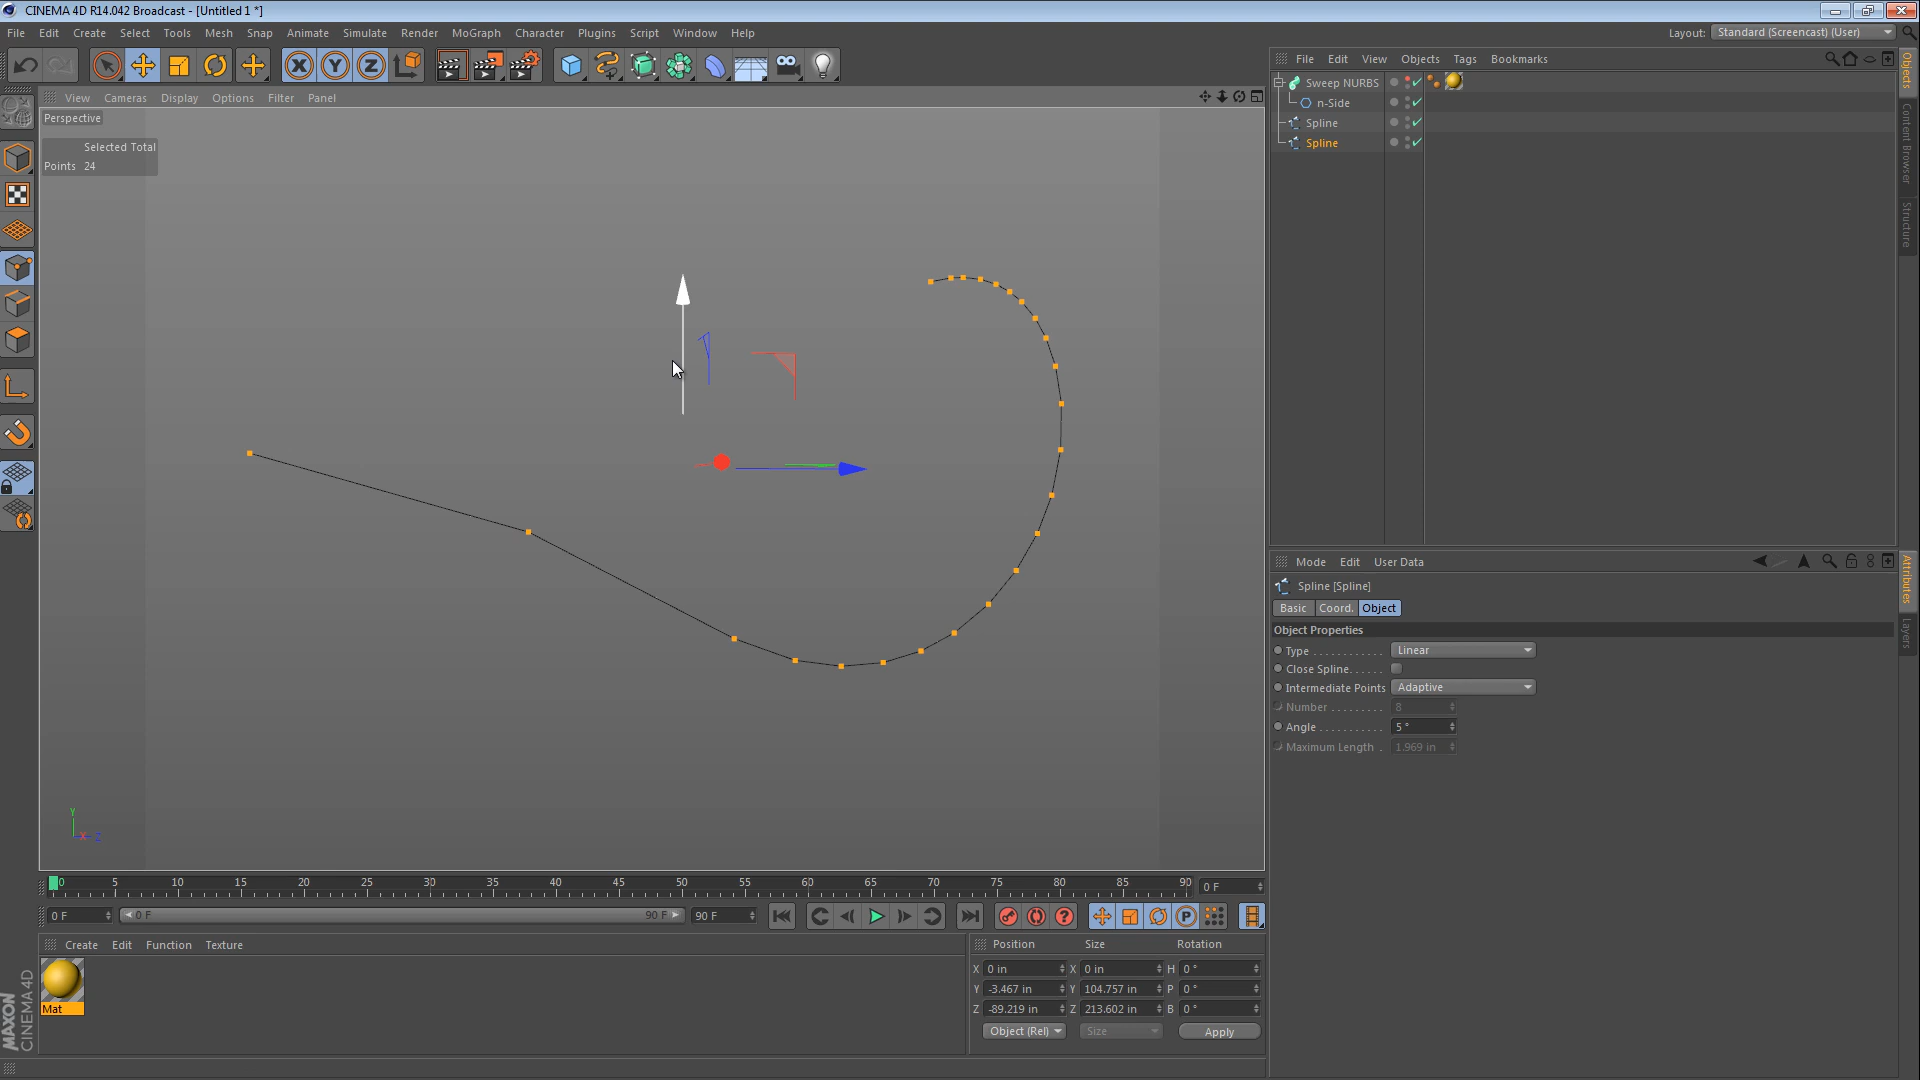 CINEMA 4D R14.042 Broadcast - [Untitled 1 *]
File Edit Create Select Tools Mesh Snap Animate Simulate Render MoGraph Character Plugins Script Window Help
Layout: Standard (Screencast) (User)
View Cameras Display Options Filter Panel
Perspective
Selected Total
Points 24
Y
X Z
File Edit View Objects Tags Bookmarks
Sweep NURBS
n-Side
Spline
Spline
Objects
Content Browser
Structure
Mode Edit User Data
Spline [Spline]
Basic Coord. Object
Object Properties
Type . . . . . . . . . . . . Linear
Close Spline. . . . . .
Intermediate Points Adaptive
Number . . . . . . . . . 8
Angle . . . . . . . . . . . 5 °
Maximum Length . 1.969 in
Attributes
Layers
0 5 10 15 20 25 30 35 40 45 50 55 60 65 70 75 80 85 90 0 F
0 F 0 F 90 F 90 F
Create Edit Function Texture
Mat
MAXON
CINEMA 4D
Position Size Rotation
X 0 in X 0 in H 0 °
Y -3.467 in Y 104.757 in P 0 °
Z -89.219 in Z 213.602 in B 0 °
Object (Rel) Size Apply